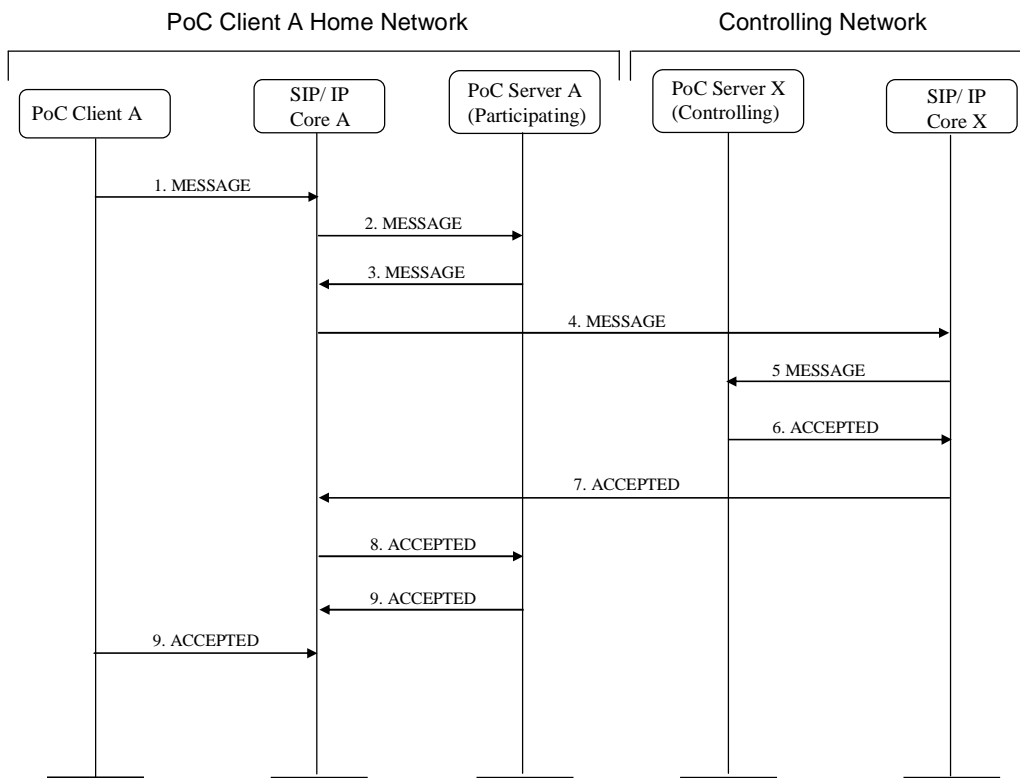 PoC Client A Home Network
Controlling Network
PoC Client A
SIP/ IP
Core A
PoC Server A
(Participating)
PoC Server X
(Controlling)
SIP/ IP
Core X
1. MESSAGE
2. MESSAGE
3. MESSAGE
4. MESSAGE
5 MESSAGE
6. ACCEPTED
7. ACCEPTED
8. ACCEPTED
9. ACCEPTED
9. ACCEPTED